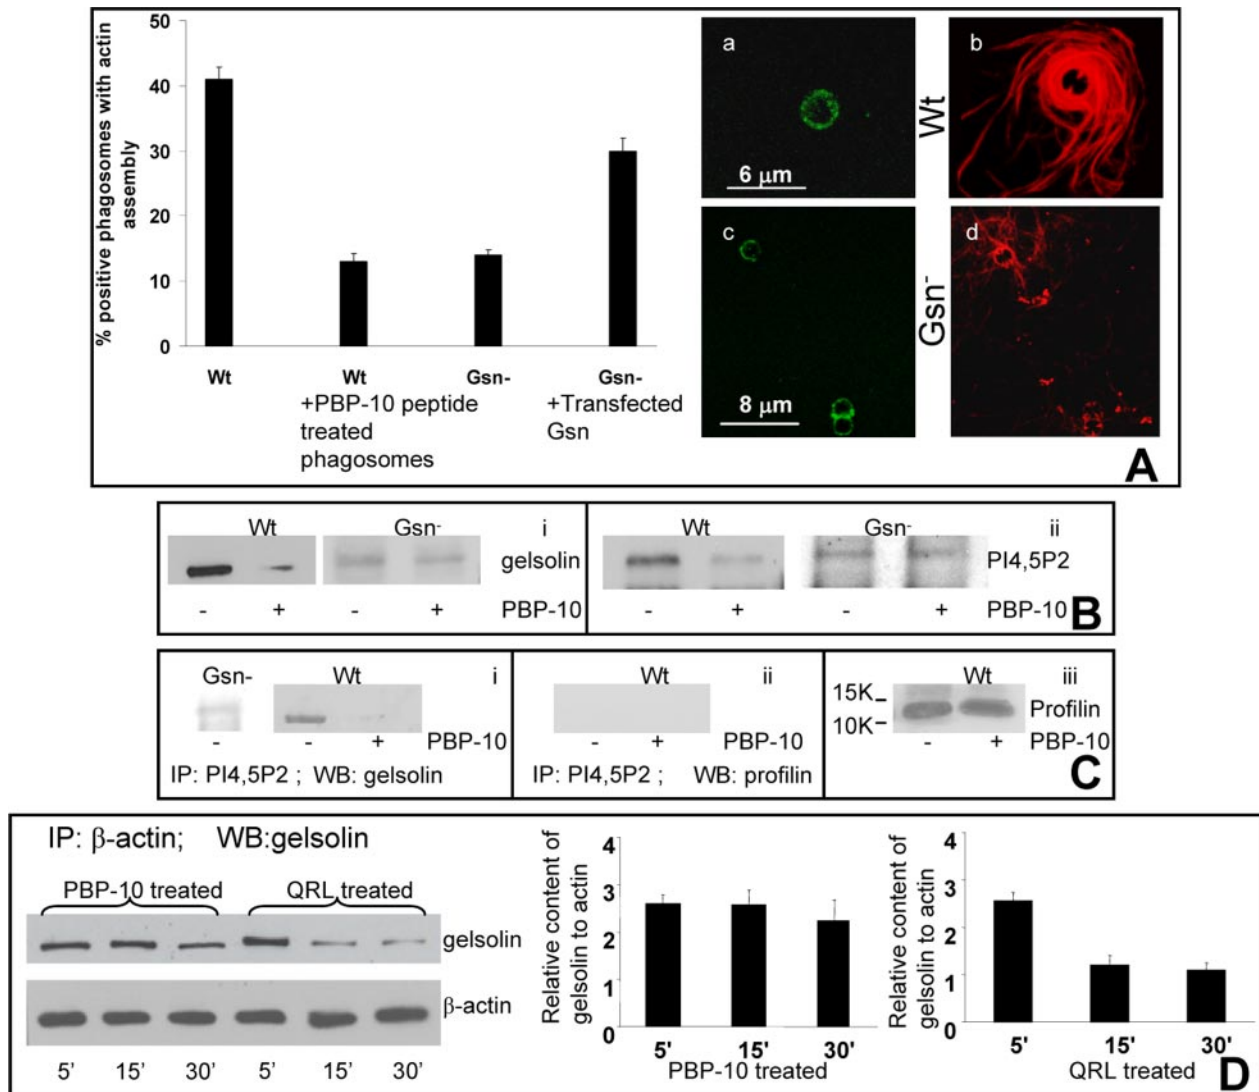 50
40
30
20
10
0
% positive phagosomes with actin
assembly
Wt
Wt
+PBP-10 peptide
treated
phagosomes
Gsn-
Gsn-
+Transfected
Gsn
a
6 μm
b
Wt
c
8 μm
d
Gsn-
A
Wt
Gsn-
i
gelsolin
- + - + PBP-10
Wt
Gsn-
ii
PI4,5P2
- + - + PBP-10
B
Gsn-
Wt
i
- - + PBP-10
IP: PI4,5P2 ; WB: gelsolin
Wt
ii
- + PBP-10
IP: PI4,5P2 ; WB: profilin
Wt
iii
15K
10K
Profilin
- + PBP-10
C
IP: β-actin; WB:gelsolin
PBP-10 treated
QRL treated
gelsolin
β-actin
5' 15' 30' 5' 15' 30'
Relative content of
gelsolin to actin
4
3
2
1
0
5' 15' 30'
PBP-10 treated
Relative content of
gelsolin to actin
4
3
2
1
0
5' 15' 30'
QRL treated
D